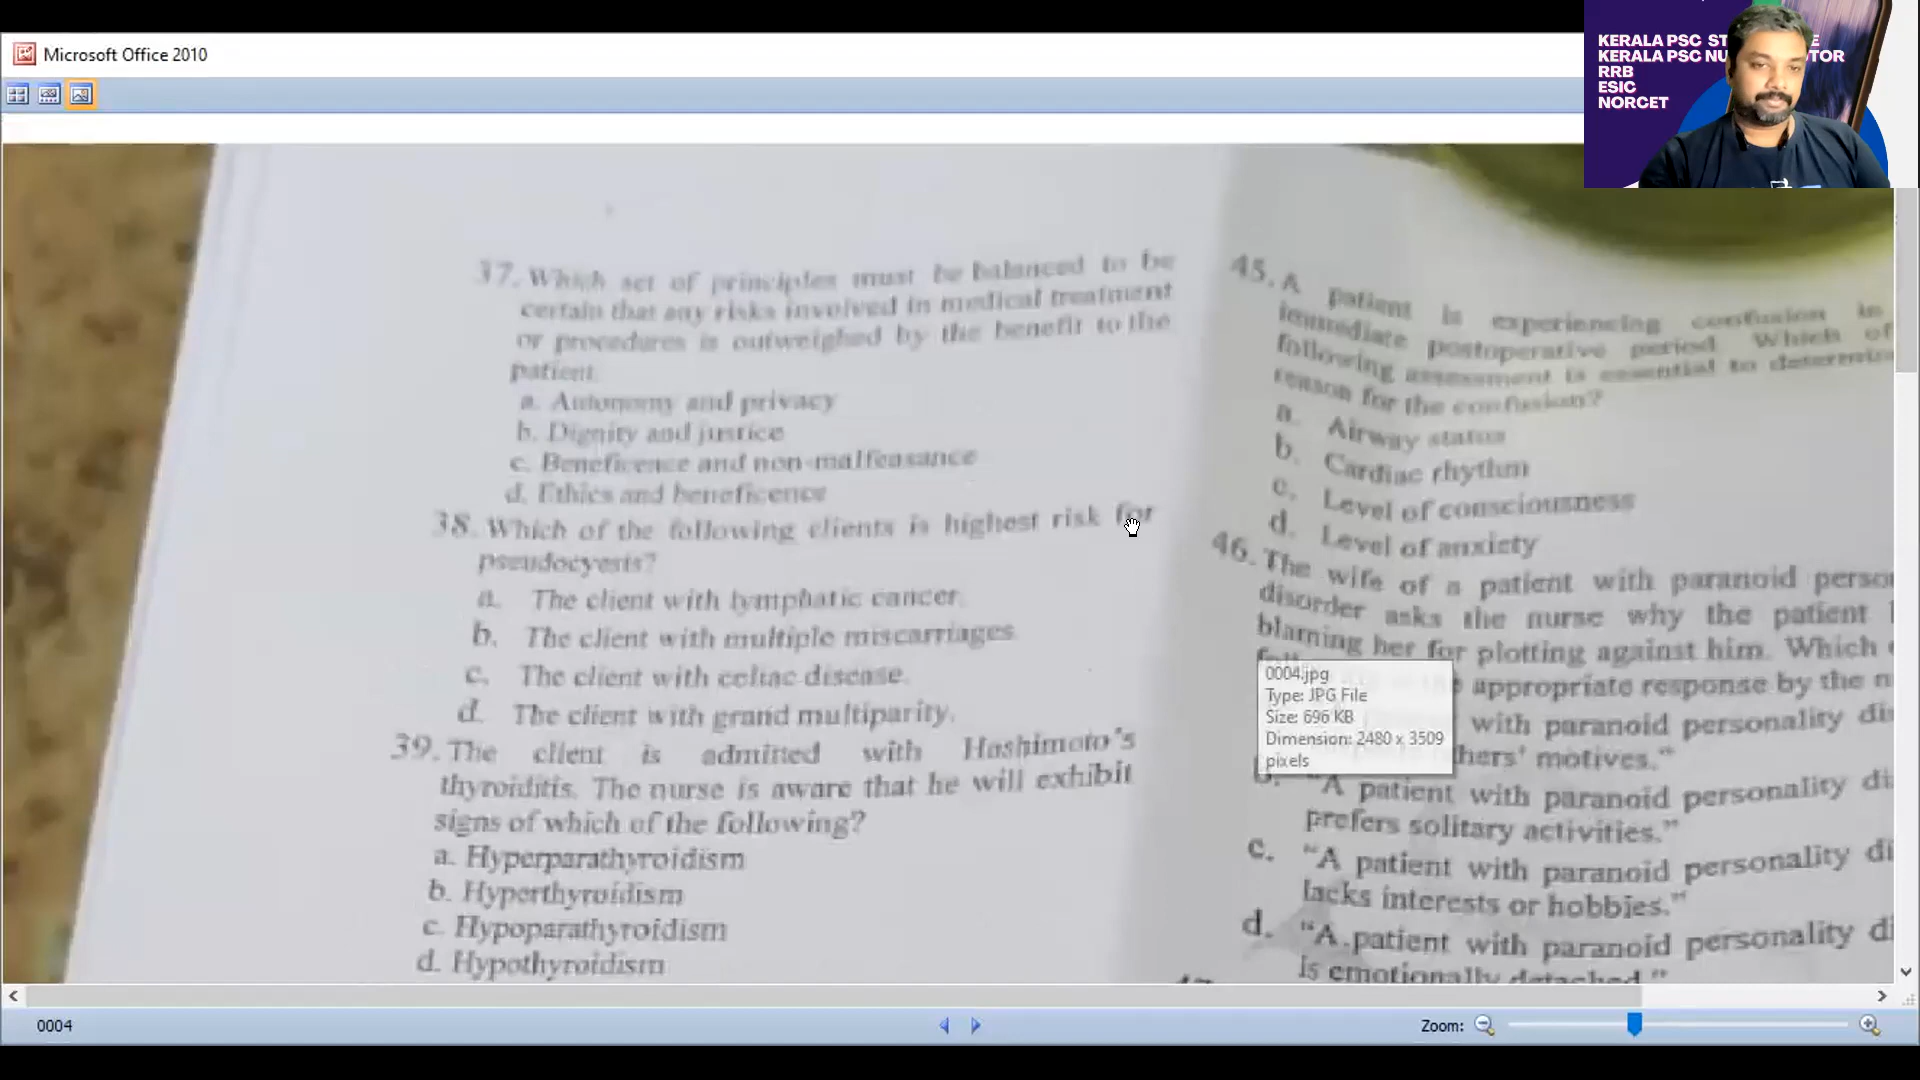 Microsoft Office 2010
KERALA PSC ST
KERALA PSC NU
RRB
ESIC
NORCET
37. Which set of principles must be balanced to be
certain that any risks involved in medical treatment
or procedures is outweighed by the benefit to the
patient.
a. Autonomy and privacy
b. Dignity and justice
c. Beneficence and non-malfeasance
d. Ethics and beneficence
38. Which of the following clients is highest risk for
pseudocyesis?
a. The client with lymphatic cancer.
b. The client with multiple miscarriages
c. The client with celiac disease.
d. The client with grand multiparity.
39. The client is admitted with Hashimoto's
thyroiditis. The nurse is aware that he will exhibit
signs of which of the following?
a. Hyperparathyroidism
b. Hyperthyroidism
c. Hypoparathyroidism
d. Hypothyroidism
45. A patient is experiencing confusion in
immediate postoperative period. Which of
following assessment is essential to determine
reason for the confusion?
a. Airway status
b. Cardiac rhythm
c. Level of consciousness
d. Level of anxiety
46. The wife of a patient with paranoid perso
disorder asks the nurse why the patient
blaming her for plotting against him. Which
appropriate response by the n
with paranoid personality di
hers' motives."
b. "A patient with paranoid personality di
prefers solitary activities."
c. "A patient with paranoid personality di
lacks interests or hobbies."
d. "A patient with paranoid personality di
is emotionally detached."
0004.jpg
Type: JPG File
Size: 696 KB
Dimension: 2480 x 3509
pixels
0004
Zoom: